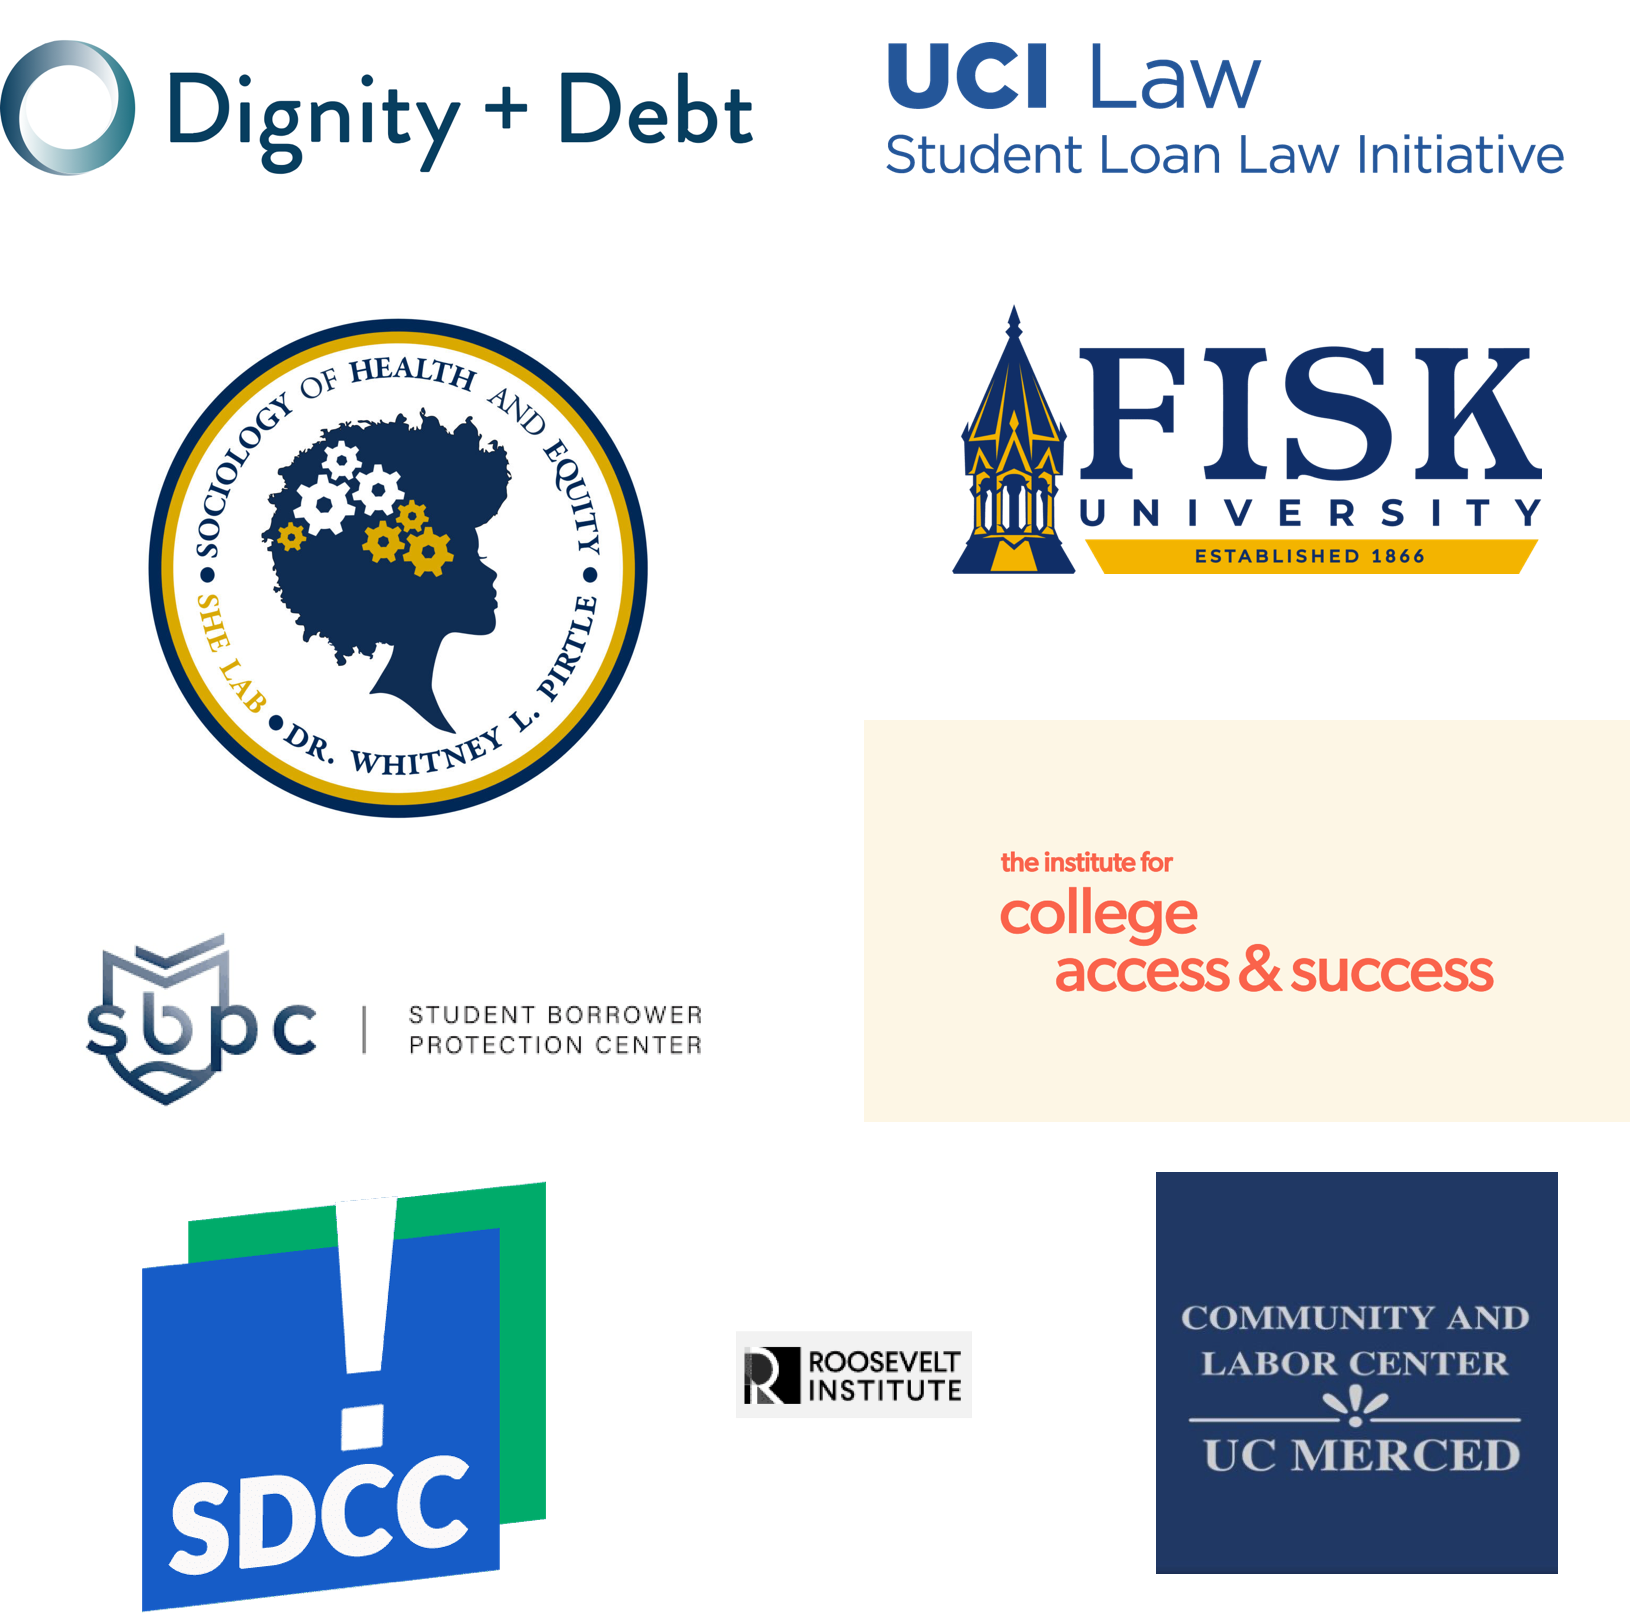 Dignity + Debt
UCI Law
Student Loan Law Initiative
• SOCIOLOGY OF HEALTH AND EQUITY •
SHE LAB • DR. WHITNEY L. PIRTLE
FISK
UNIVERSITY
ESTABLISHED 1866
the institute for
college
access & success
sbpc | STUDENT BORROWER
PROTECTION CENTER
SDCC
R ROOSEVELT
INSTITUTE
COMMUNITY AND
LABOR CENTER
UC MERCED